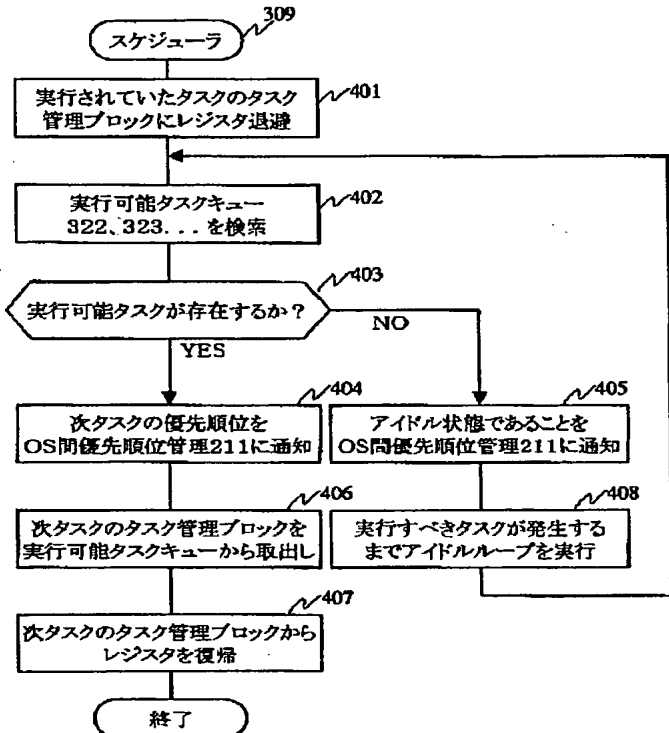 309
スケジューラ
実行されていたタスクのタスク
管理ブロックにレジスタ退避
401
実行可能タスクキュー
322、323...を検索
402
403
実行可能タスクが存在するか？
NO
YES
404
次タスクの優先順位を
OS間優先順位管理211に通知
405
アイドル状態であることを
OS間優先順位管理211に通知
406
次タスクのタスク管理ブロックを
実行可能タスクキューから取出し
408
実行すべきタスクが発生する
までアイドルループを実行
407
次タスクのタスク管理ブロックから
レジスタを復帰
終了